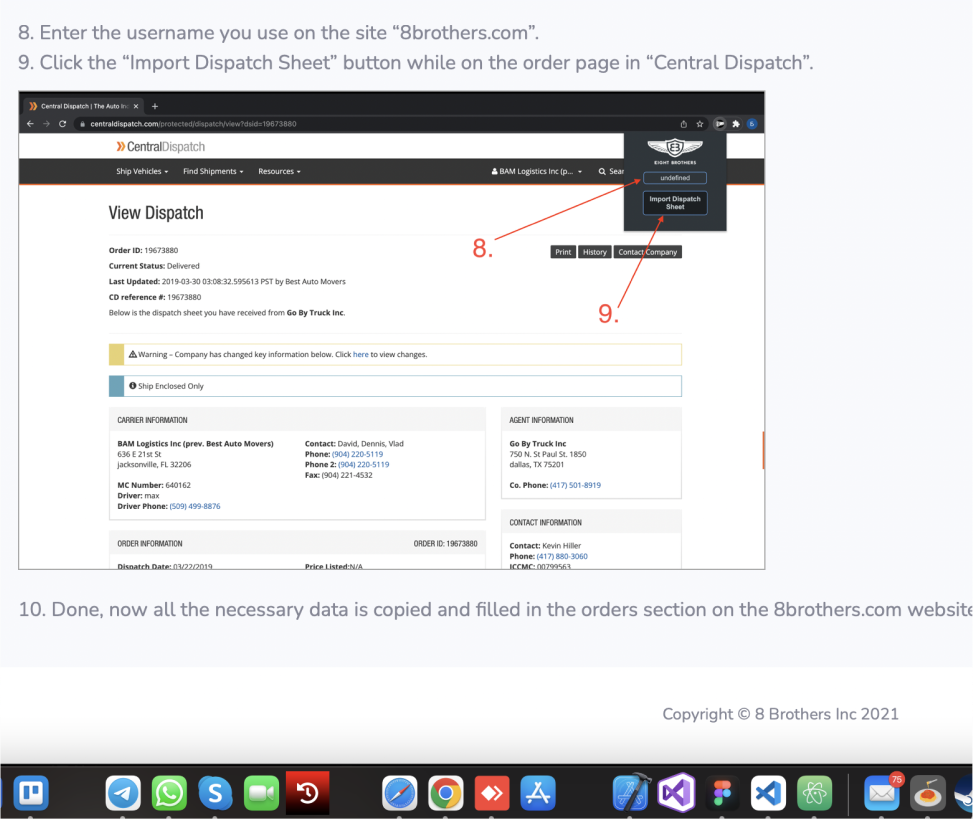 8. Enter the username you use on the site “8brothers.com”.
9. Click the “Import Dispatch Sheet” button while on the order page in “Central Dispatch”.
Central Dispatch | The Auto In
centraldispatch.com/protected/dispatch/view?dsid=19673880
CentralDispatch
EIGHT BROTHERS
Ship Vehicles Find Shipments Resources BAM Logistics Inc (p... Sear
undefined
Import Dispatch
Sheet
View Dispatch
8.
Order ID: 19673880
Print History Contact Company
Current Status: Delivered
Last Updated: 2019-03-30 03:08:32.595613 PST by Best Auto Movers
CD reference #: 19673880
Below is the dispatch sheet you have received from Go By Truck Inc.
9.
Warning – Company has changed key information below. Click here to view changes.
Ship Enclosed Only
CARRIER INFORMATION
BAM Logistics Inc (prev. Best Auto Movers)
636 E 21st St
jacksonville, FL 32206
MC Number: 640162
Driver: max
Driver Phone: (509) 499-8876
Contact: David, Dennis, Vlad
Phone: (904) 220-5119
Phone 2: (904) 220-5119
Fax: (904) 221-4532
AGENT INFORMATION
Go By Truck Inc
750 N. St Paul St. 1850
dallas, TX 75201
Co. Phone: (417) 501-8919
ORDER INFORMATION ORDER ID: 19673880
Dispatch Date: 03/22/2019 Price Listed:N/A
CONTACT INFORMATION
Contact: Kevin Hiller
Phone: (417) 880-3060
ICCMC: 00799563
10. Done, now all the necessary data is copied and filled in the orders section on the 8brothers.com website
Copyright © 8 Brothers Inc 2021
75